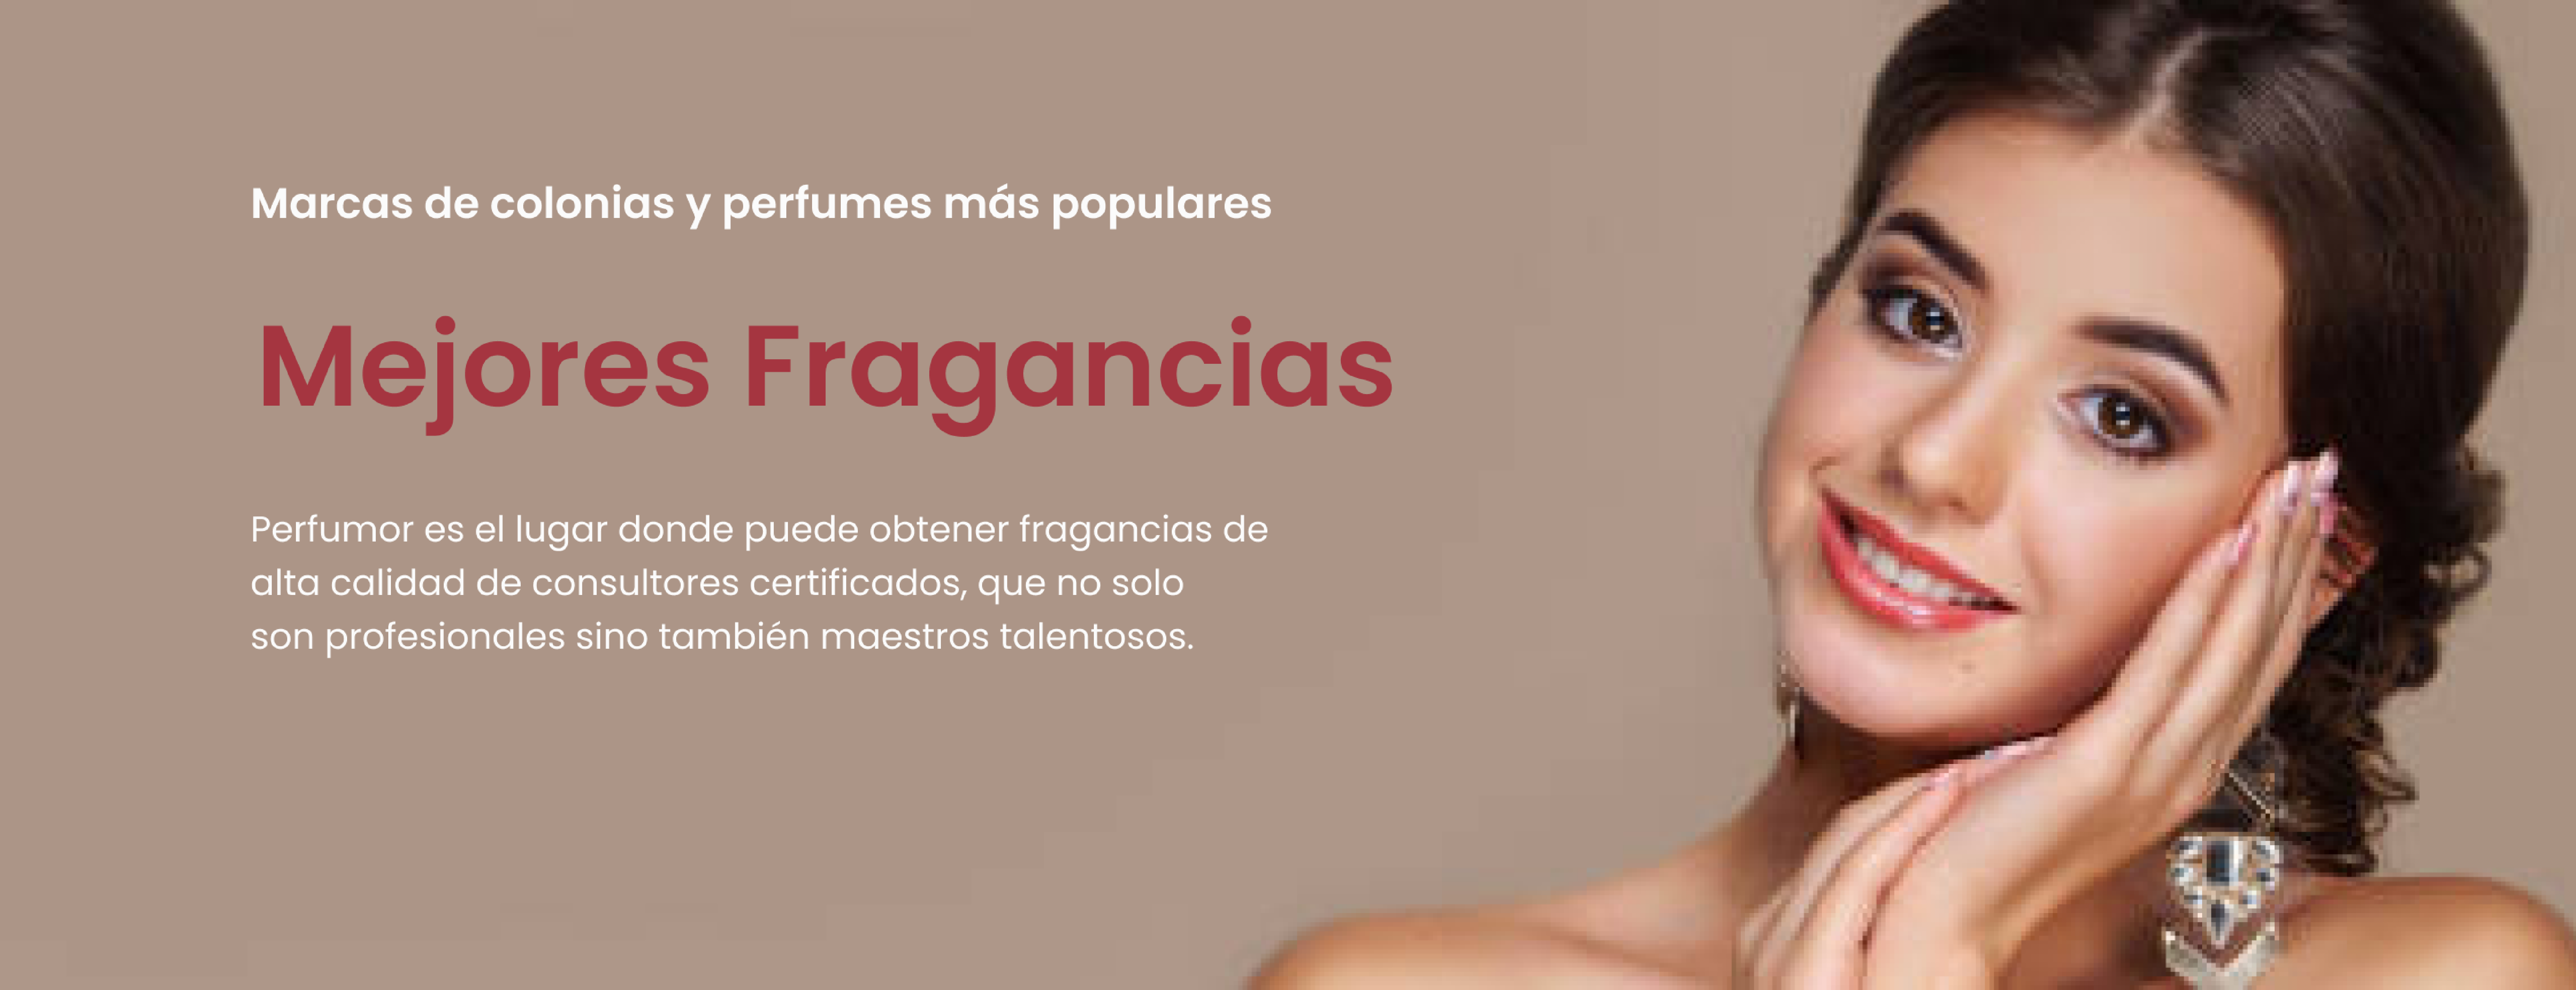 Marcas de colonias y perfumes más populares
Mejores Fragancias
Perfumor es el lugar donde puede obtener fragancias de
alta calidad de consultores certificados, que no solo
son profesionales sino también maestros talentosos.